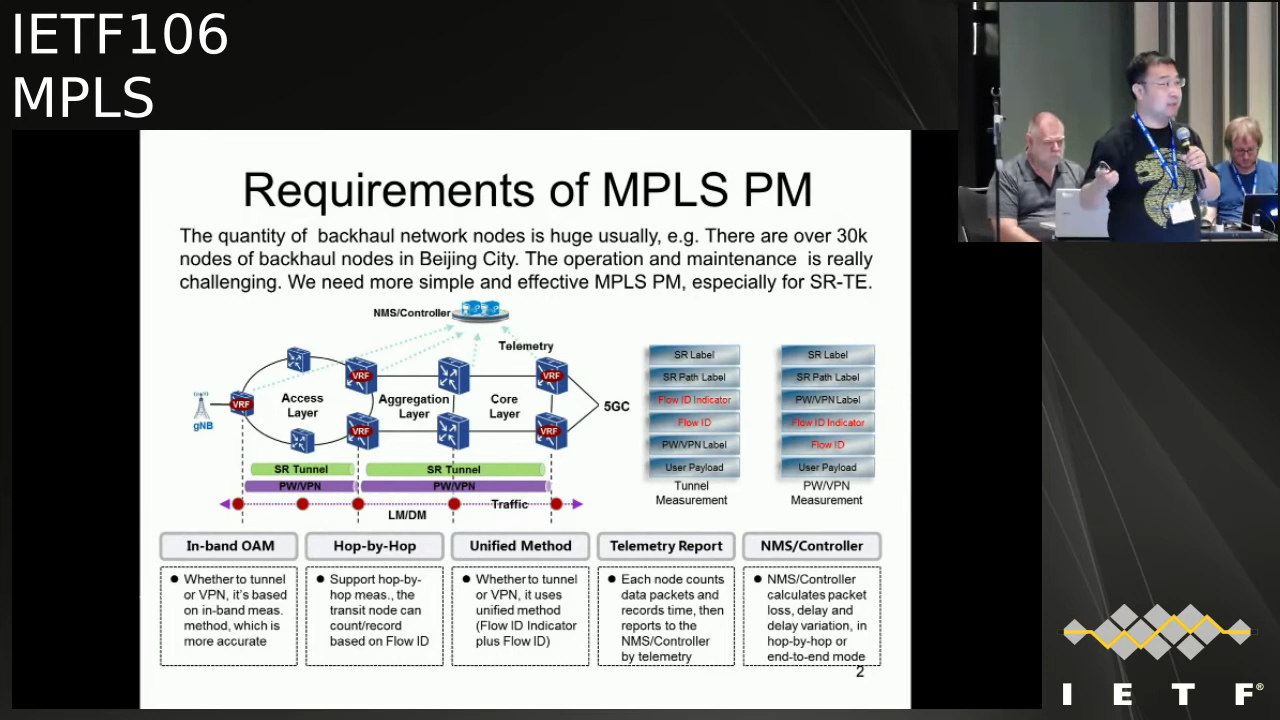 IETF106
MPLS
Requirements of MPLS PM
The quantity of backhaul network nodes is huge usually, e.g. There are over 30k
nodes of backhaul nodes in Beijing City. The operation and maintenance is really
challenging. We need more simple and effective MPLS PM, especially for SR-TE.
NMS/Controller
Telemetry
VRF
VRF
VRF
VRF
VRF
gNB
Access
Layer
Aggregation
Layer
Core
Layer
5GC
SR Tunnel
SR Tunnel
PW/VPN
PW/VPN
Traffic
LM/DM
SR Label
SR Path Label
Flow ID Indicator
Flow ID
PW/VPN Label
User Payload
Tunnel
Measurement
SR Label
SR Path Label
PW/VPN Label
Flow ID Indicator
Flow ID
User Payload
PW/VPN
Measurement
In-band OAM
● Whether to tunnel
or VPN, it's based
on in-band meas.
method, which is
more accurate
Hop-by-Hop
● Support hop-by-
hop meas., the
transit node can
count/record
based on Flow ID
Unified Method
● Whether to tunnel
or VPN, it uses
unified method
(Flow ID Indicator
plus Flow ID)
Telemetry Report
● Each node counts
data packets and
records time, then
reports to the
NMS/Controller
by telemetry
NMS/Controller
● NMS/Controller
calculates packet
loss, delay and
delay variation, in
hop-by-hop or
end-to-end mode
2
I E T F®